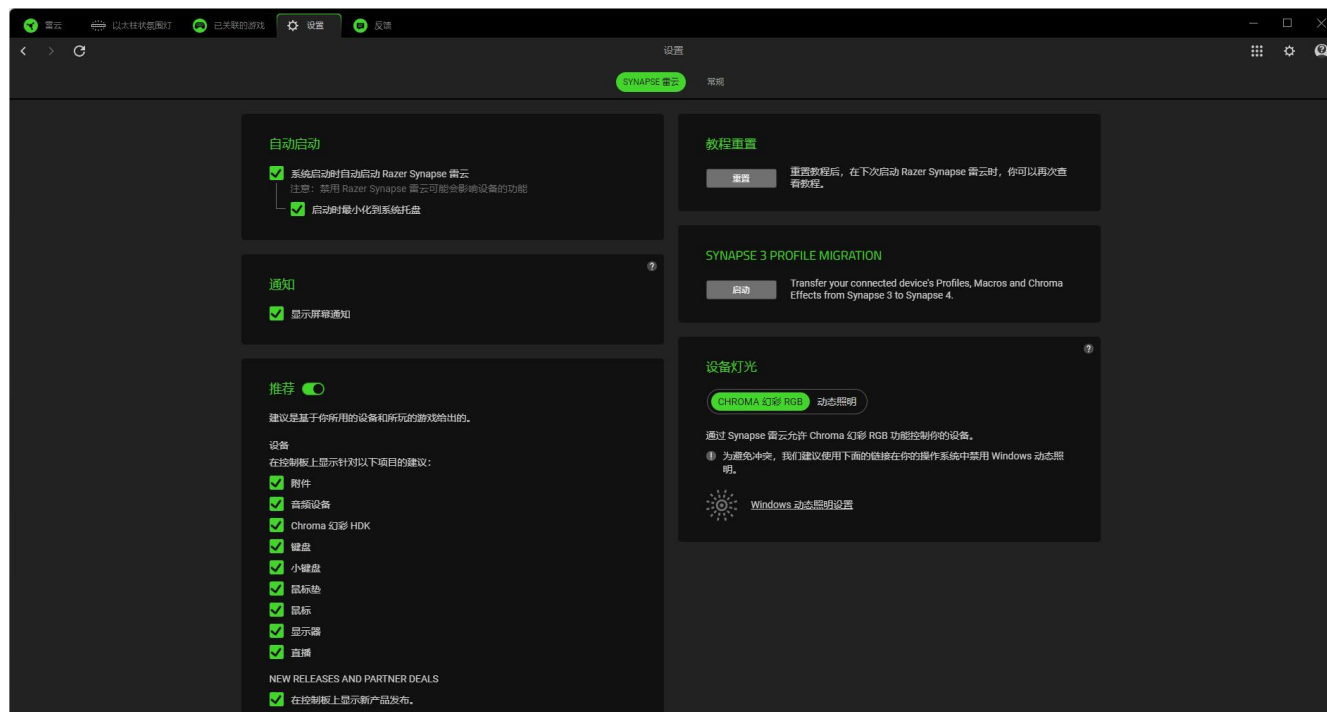 雷云 以太柱状氛围灯 已关联的游戏 设置 反馈
设置
SYNAPSE 雷云 常规
自动启动
系统启动时自动启动 Razer Synapse 雷云
注意：禁用 Razer Synapse 雷云可能会影响设备的功能
启动时最小化到系统托盘
通知
显示屏幕通知
推荐
建议是基于你所用的设备和所玩的游戏给出的。
设备
在控制板上显示针对以下项目的建议：
附件
音频设备
Chroma 幻彩 HDK
键盘
小键盘
鼠标垫
鼠标
显示器
直播
NEW RELEASES AND PARTNER DEALS
在控制板上显示新产品发布。
教程重置
重置
重置教程后，在下次启动 Razer Synapse 雷云时，你可以再次查
看教程。
SYNAPSE 3 PROFILE MIGRATION
启动
Transfer your connected device's Profiles, Macros and Chroma
Effects from Synapse 3 to Synapse 4.
设备灯光
CHROMA 幻彩 RGB 动态照明
通过 Synapse 雷云允许 Chroma 幻彩 RGB 功能控制你的设备。
为避免冲突，我们建议使用下面的链接在你的操作系统中禁用 Windows 动态照
明。
Windows 动态照明设置